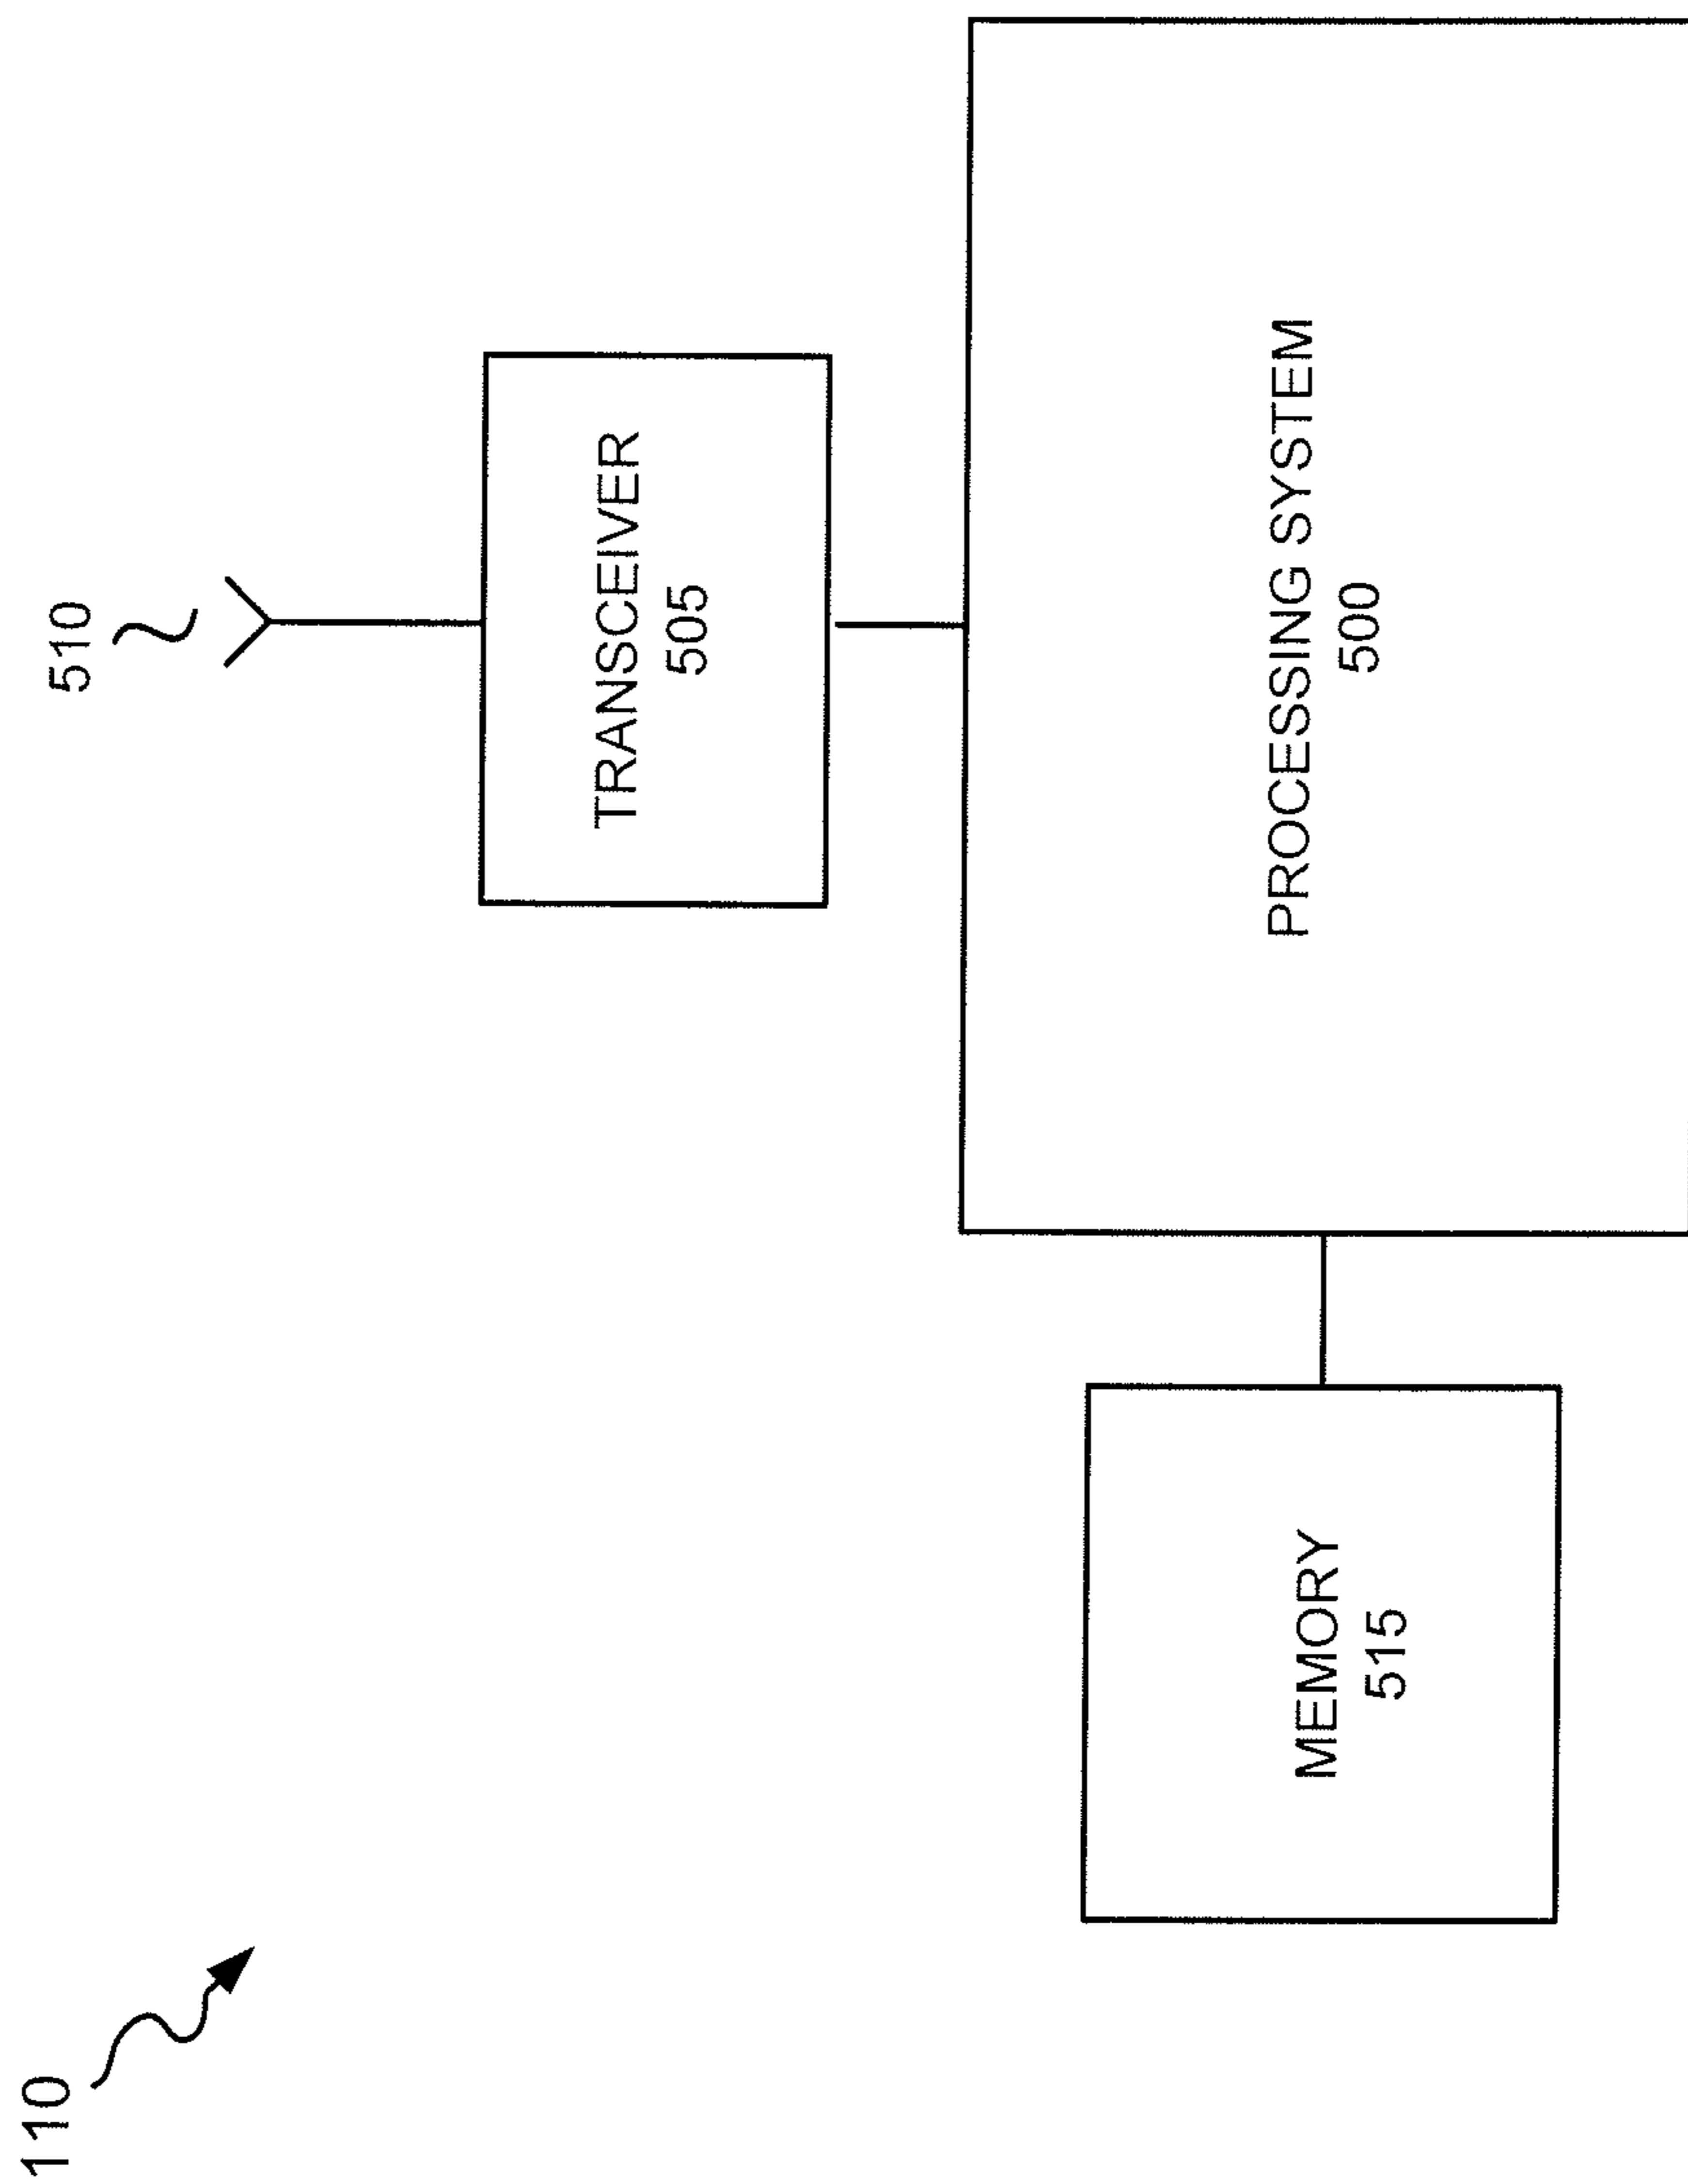 110
510
TRANSCEIVER
505
MEMORY
515
PROCESSING SYSTEM
500